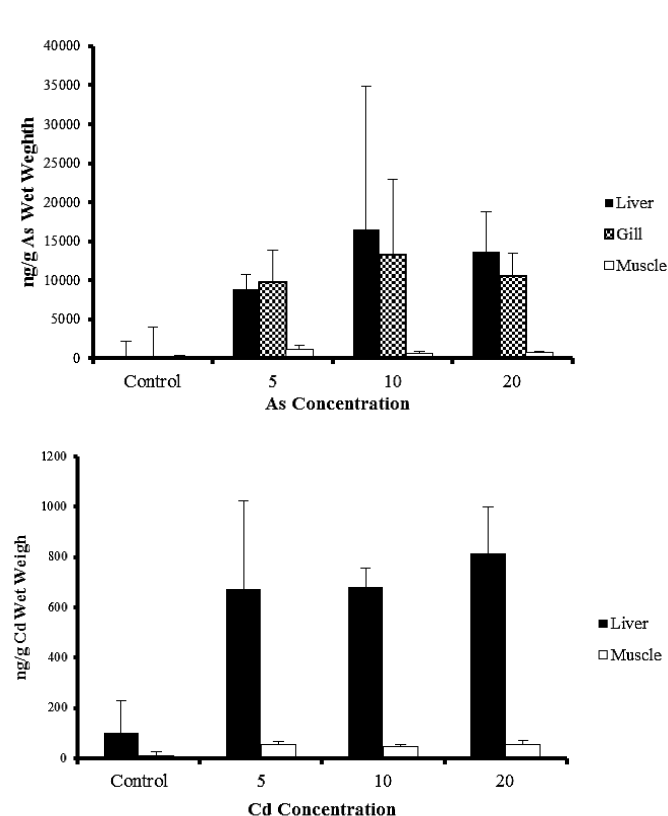 40000
35000
30000
25000
20000
15000
10000
5000
0
ng/g As Wet Weghth
Control 5 10 20
As Concentration
Liver
Gill
Muscle
1200
1000
800
600
400
200
0
ng/g Cd Wet Weigh
Control 5 10 20
Cd Concentration
Liver
Muscle